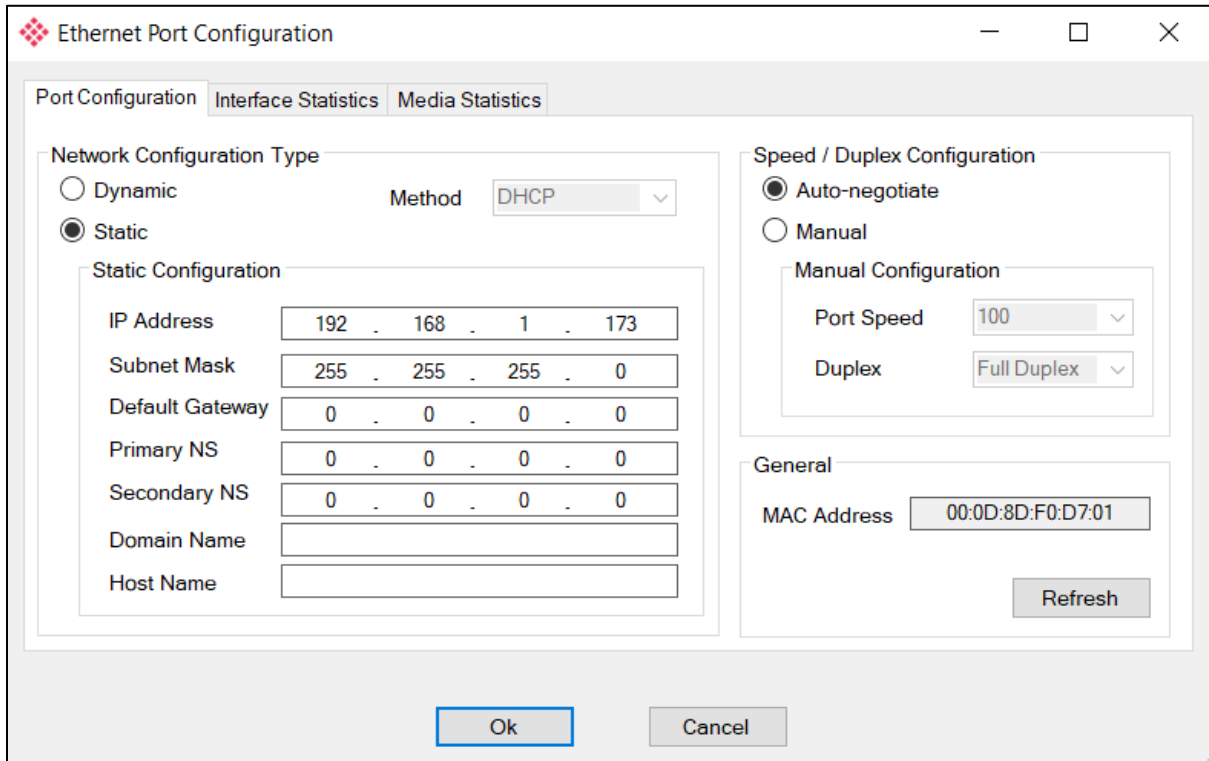 Ethernet Port Configuration
Port Configuration Interface Statistics Media Statistics
Network Configuration Type
Dynamic
Method DHCP
Static
Static Configuration
IP Address 192 . 168 . 1 . 173
Subnet Mask 255 . 255 . 255 . 0
Default Gateway 0 . 0 . 0 . 0
Primary NS 0 . 0 . 0 . 0
Secondary NS 0 . 0 . 0 . 0
Domain Name
Host Name
Speed / Duplex Configuration
Auto-negotiate
Manual
Manual Configuration
Port Speed 100
Duplex Full Duplex
General
MAC Address 00:0D:8D:F0:D7:01
Refresh
Ok Cancel